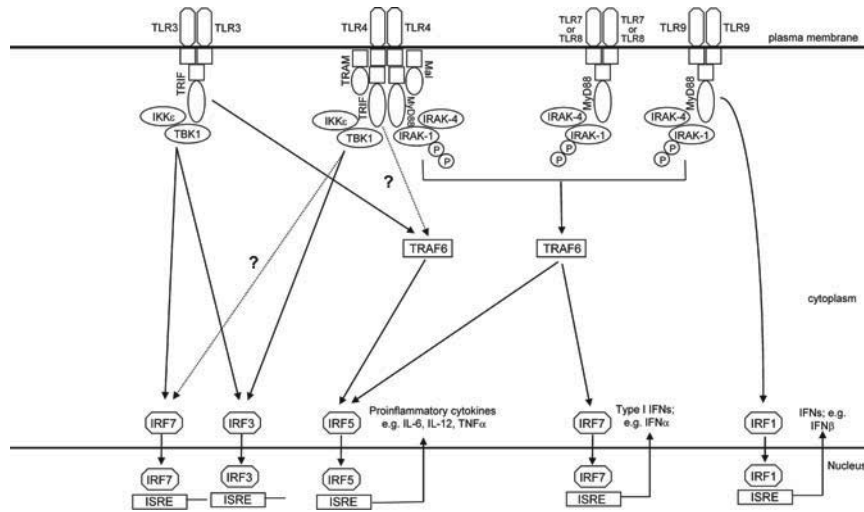 TLR3 TLR3
TLR4 TLR4
TLR7 or TLR8
TLR7 or TLR8
TLR9 TLR9
plasma membrane
TRIF
TRAM
Mal
TRIF
MyD88
MyD88
MyD88
IKKε
TBK1
IKKε
TBK1
IRAK-4
IRAK-1
P
P
IRAK-4
IRAK-1
P
P
IRAK-4
IRAK-1
P
P
?
?
TRAF6
TRAF6
cytoplasm
IRF7
IRF3
IRF5
Proinflammatory cytokines
e.g. IL-6, IL-12, TNFα
IRF7
Type I IFNs;
e.g. IFNα
IRF1
IFNs; e.g.
IFNβ
Nucleus
IRF7
ISRE
IRF3
ISRE
IRF5
ISRE
IRF7
ISRE
IRF1
ISRE